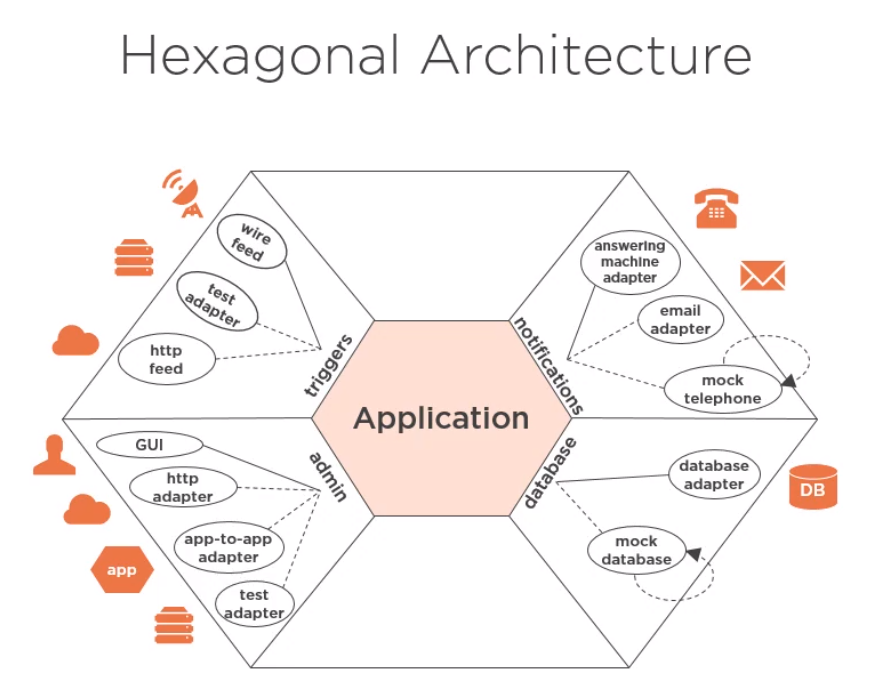 Hexagonal Architecture
wire
feed
test
adapter
http
feed
triggers
answering
machine
adapter
email
adapter
mock
telephone
notifications
Application
GUI
http
adapter
app-to-app
adapter
test
adapter
admin
app
database
database
adapter
mock
database
DB